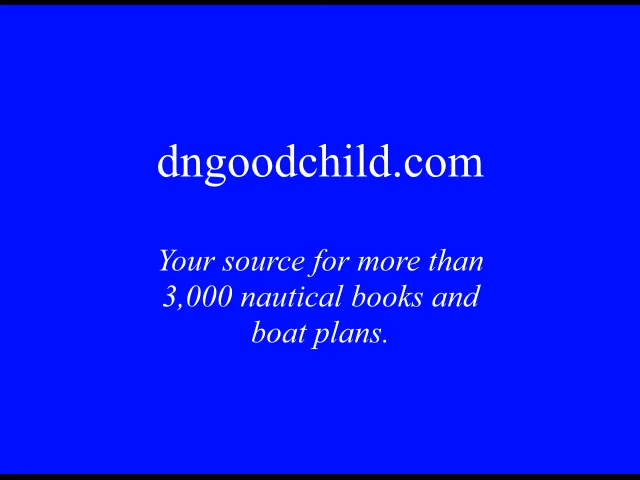 dngoodchild.com
Your source for more than
3,000 nautical books and
boat plans.